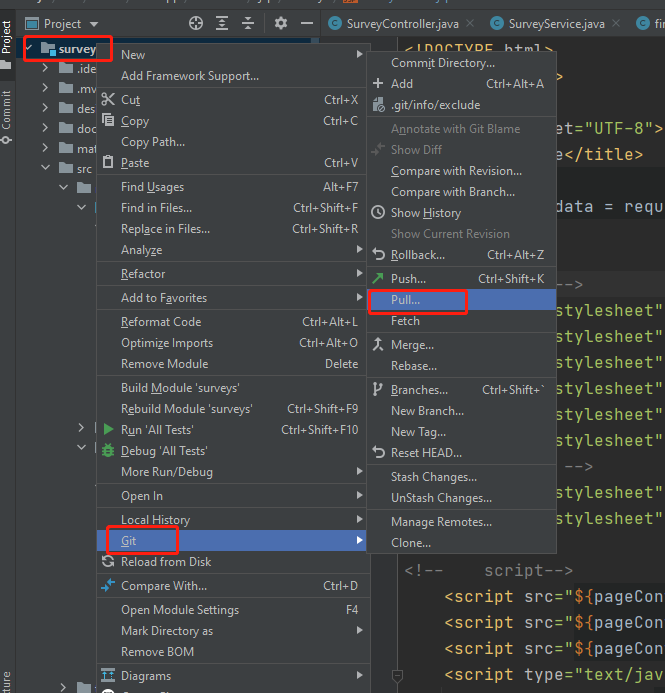 Project
SurveyController.java
SurveyService.java
Project
Commit
survey
.ide
.mv
des
doc
mat
src
New
Add Framework Support...
Cut Ctrl+X
Copy Ctrl+C
Copy Path...
Paste Ctrl+V
Find Usages Alt+F7
Find in Files... Ctrl+Shift+F
Replace in Files... Ctrl+Shift+R
Analyze
Refactor
Add to Favorites
Reformat Code Ctrl+Alt+L
Optimize Imports Ctrl+Alt+O
Remove Module Delete
Build Module 'surveys'
Rebuild Module 'surveys' Ctrl+Shift+F9
Run 'All Tests' Ctrl+Shift+F10
Debug 'All Tests'
More Run/Debug
Open In
Local History
Git
Reload from Disk
Compare With... Ctrl+D
Open Module Settings F4
Mark Directory as
Remove BOM
Diagrams
Commit Directory...
Add Ctrl+Alt+A
.git/info/exclude
Annotate with Git Blame
Show Diff
Compare with Revision...
Compare with Branch...
Show History
Show Current Revision
Rollback... Ctrl+Alt+Z
Push... Ctrl+Shift+K
Pull...
Fetch
Merge...
Rebase...
Branches... Ctrl+Shift+`
New Branch...
New Tag...
Reset HEAD...
Stash Changes...
UnStash Changes...
Manage Remotes...
Clone...
<!DOCTYPE html>
>
et="UTF-8">
e</title>
data = requ
-->
stylesheet"
stylesheet"
stylesheet"
stylesheet"
stylesheet"
stylesheet"
-->
stylesheet"
stylesheet"
<!-- script-->
<script src="${pageCon
<script src="${pageCon
<script src="${pageCon
<script type="text/jav